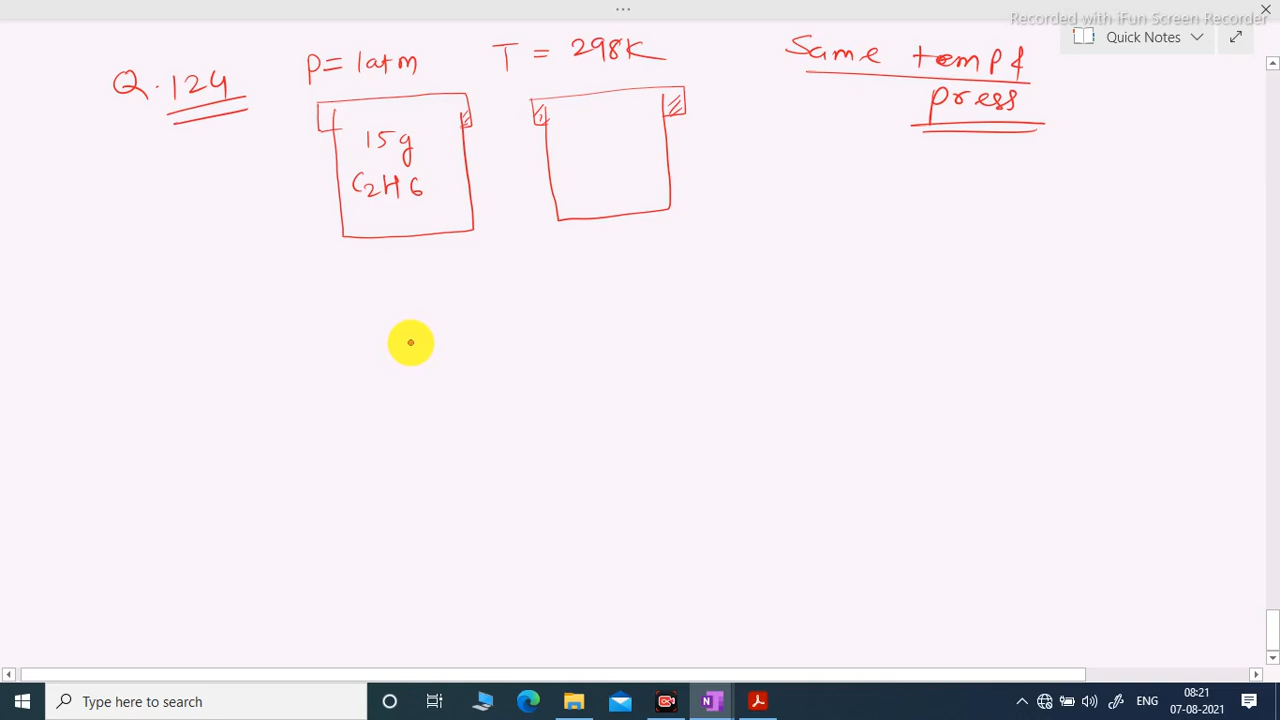 Recorded with iFun Screen Recorder
Quick Notes
Q.124
P=1atm
T = 298K
Same temp &
press
15g
C2H6
Type here to search
ENG
08:21
07-08-2021